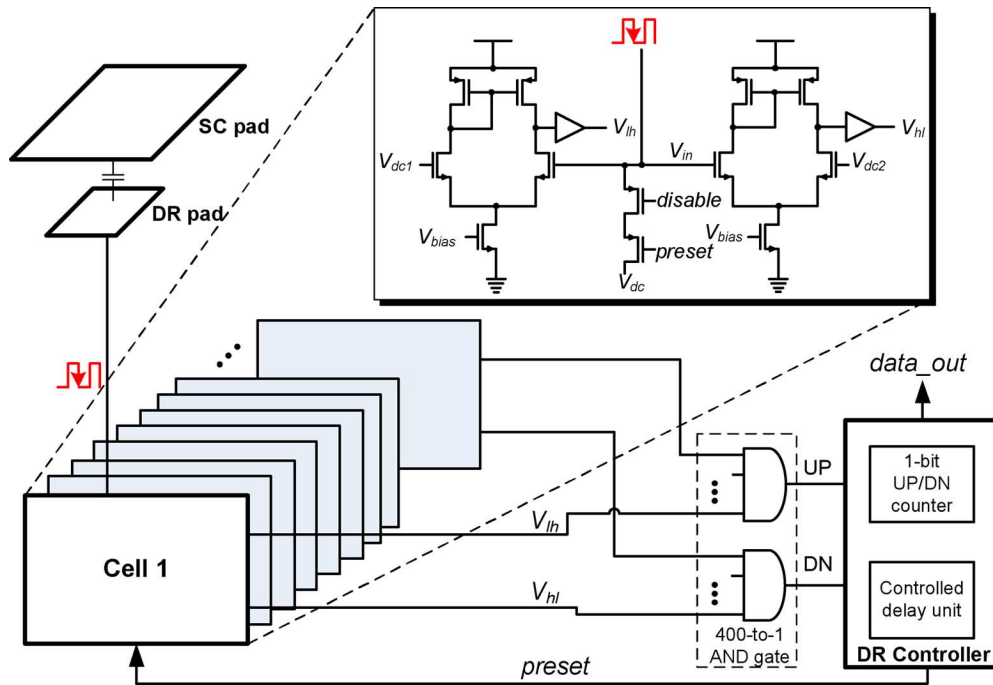 SC pad
DR pad
V_lh
V_hl
V_dc1
V_in
V_dc2
disable
V_bias
preset
V_bias
V_dc
data_out
UP
1-bit
UP/DN
counter
V_lh
Cell 1
DN
V_hl
Controlled
delay unit
400-to-1
AND gate
DR Controller
preset